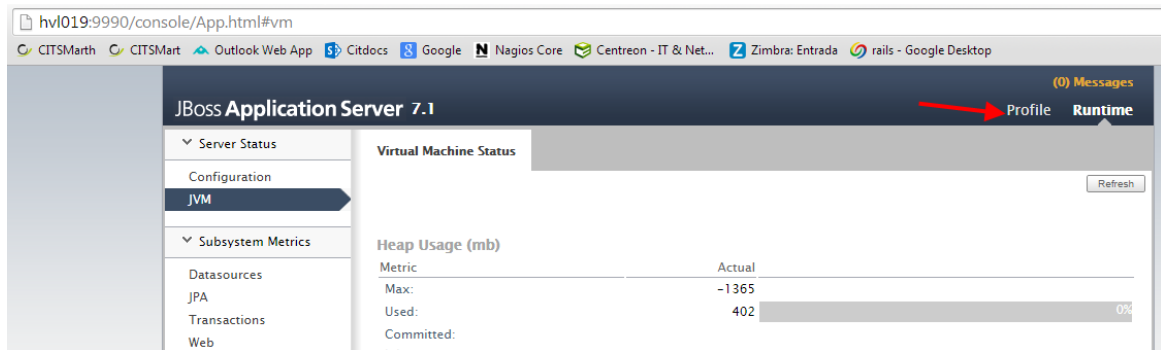 hvl019:9990/console/App.html#vm
CITSMarth CITSMart Outlook Web App Citdocs Google Nagios Core Centreon - IT & Net... Zimbra: Entrada rails - Google Desktop
(0) Messages
JBoss Application Server 7.1 Profile Runtime
Server Status
Virtual Machine Status
Configuration
Refresh
JVM
Subsystem Metrics
Heap Usage (mb)
Metric Actual
Datasources
Max: -1365
JPA
Used: 402 0%
Transactions
Committed:
Web